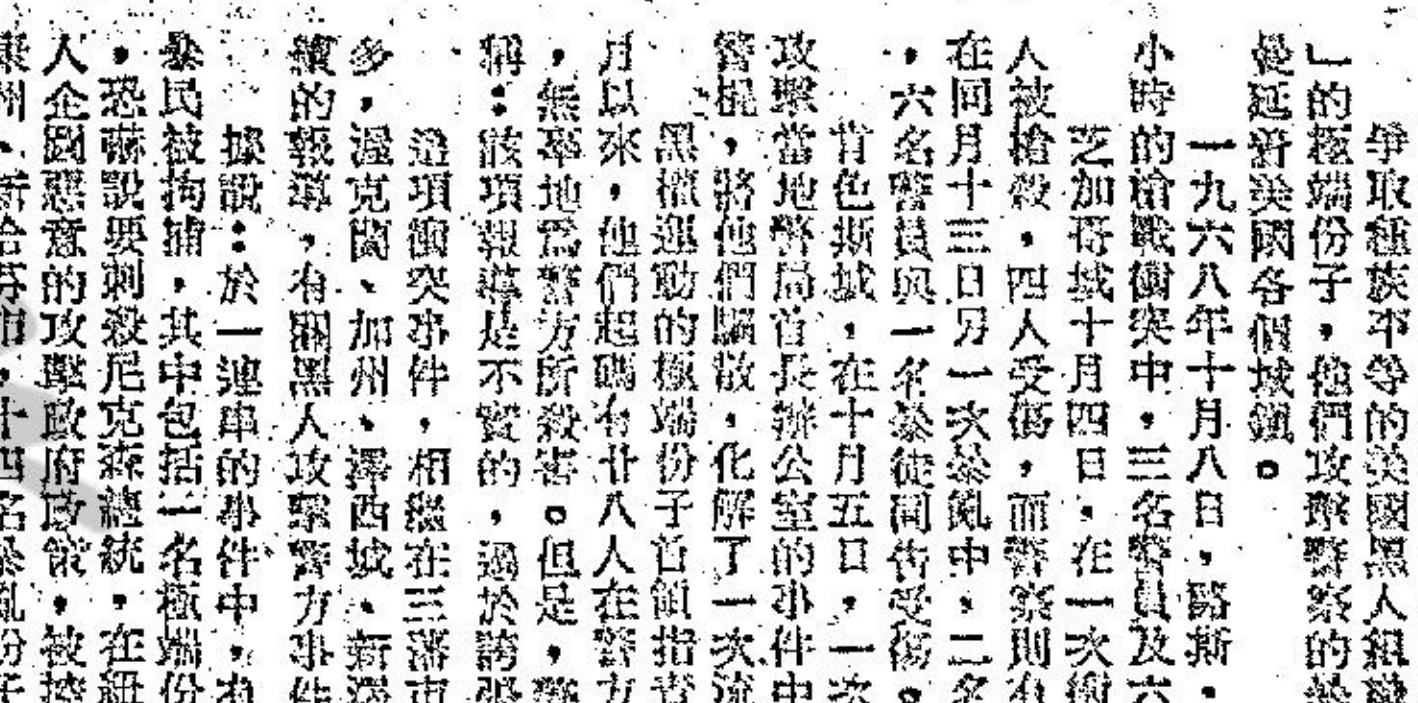 爭取種族平等的美國黑人組織
」的極端份子，他們攻擊警察的
蔓延普美國各個城鎮。
一九六八年十月八日，路斯·
小時的槍戰衝突中，三名警員及六
芝加哥城十月四日，在一次衝
人被槍殺，四人受傷，而警察則有
在同月十三日另一次暴亂中，二名
，六名警員與一名暴徒同告受傷。
肯色斯城，在十月五日，一次
攻擊當地警局首長辦公室的事件中
警棍，將他們驅散，化解了一次流
黑權運動的極端份子首領指責
月以來，他們起碼有廿八人在警方
，無辜地爲警方所殺害。但是，警
稱：該項報導是不實的，過於誇張
這項衝突事件，相繼在三藩市
多，渥克蘭、加州、澤西城、新澤
續的報導，有關黑人攻擊警方事件
據說：於一連串的事件中，有
暴民被拘捕，其中包括一名極端份
，恐嚇說要刺殺尼克森總統，在紐
人企圖惡意的攻擊政府政策，被控
康州、新哈芬市，十四名暴亂份子